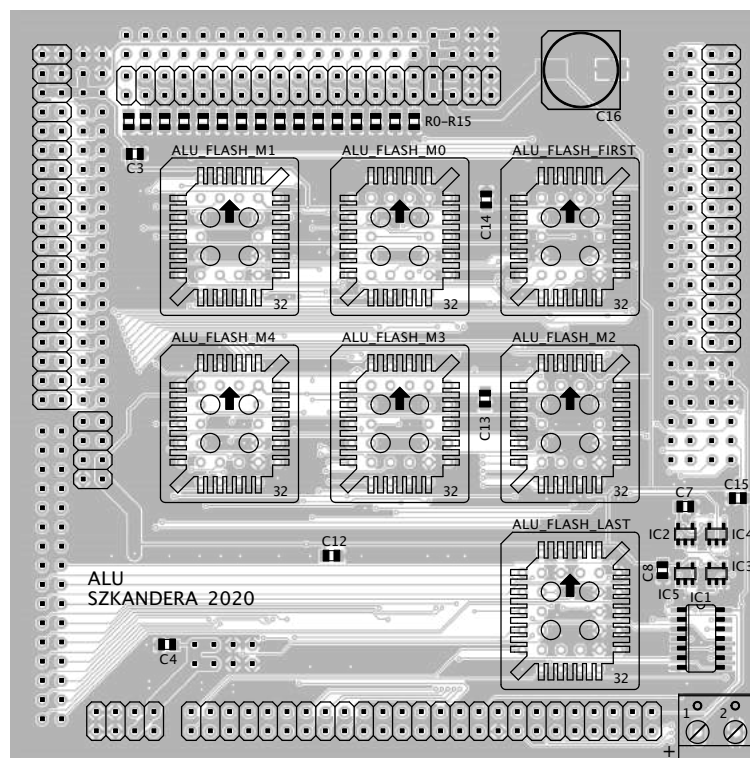 C16
R0-R15
C3
ALU_FLASH_M1
ALU_FLASH_M0
ALU_FLASH_FIRST
C14
32
32
32
ALU_FLASH_M4
ALU_FLASH_M3
ALU_FLASH_M2
C13
32
32
32
C15
C7
ALU_FLASH_LAST
IC2
IC4
C12
C8
IC3
ALU
IC5
IC1
SZKANDERA 2020
C4
32
1
2
+